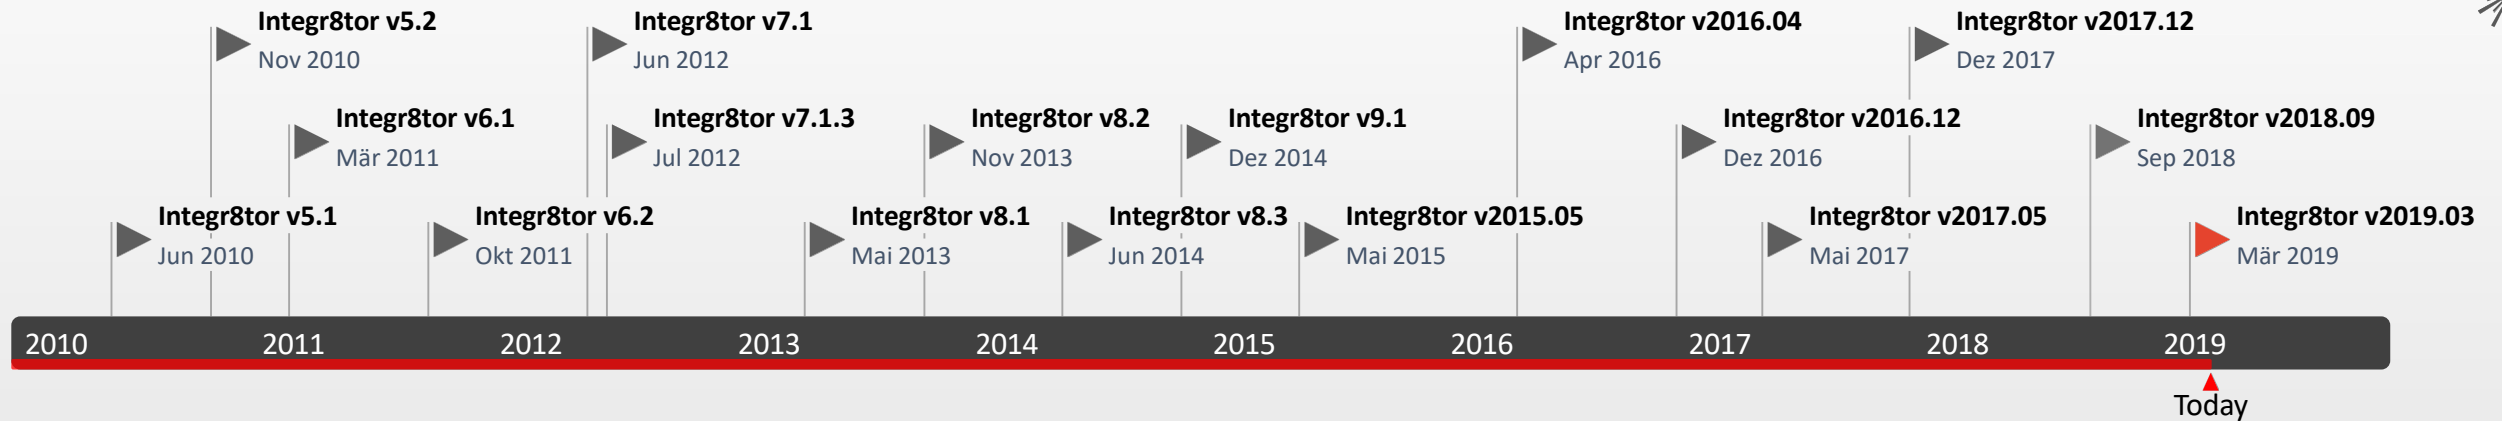 Integr8tor v5.2
Nov 2010
Integr8tor v7.1
Jun 2012
Integr8tor v2016.04
Apr 2016
Integr8tor v2017.12
Dez 2017
Integr8tor v6.1
Mär 2011
Integr8tor v7.1.3
Jul 2012
Integr8tor v8.2
Nov 2013
Integr8tor v9.1
Dez 2014
Integr8tor v2016.12
Dez 2016
Integr8tor v2018.09
Sep 2018
Integr8tor v5.1
Jun 2010
Integr8tor v6.2
Okt 2011
Integr8tor v8.1
Mai 2013
Integr8tor v8.3
Jun 2014
Integr8tor v2015.05
Mai 2015
Integr8tor v2017.05
Mai 2017
Integr8tor v2019.03
Mär 2019
2010 2011 2012 2013 2014 2015 2016 2017 2018 2019
Today